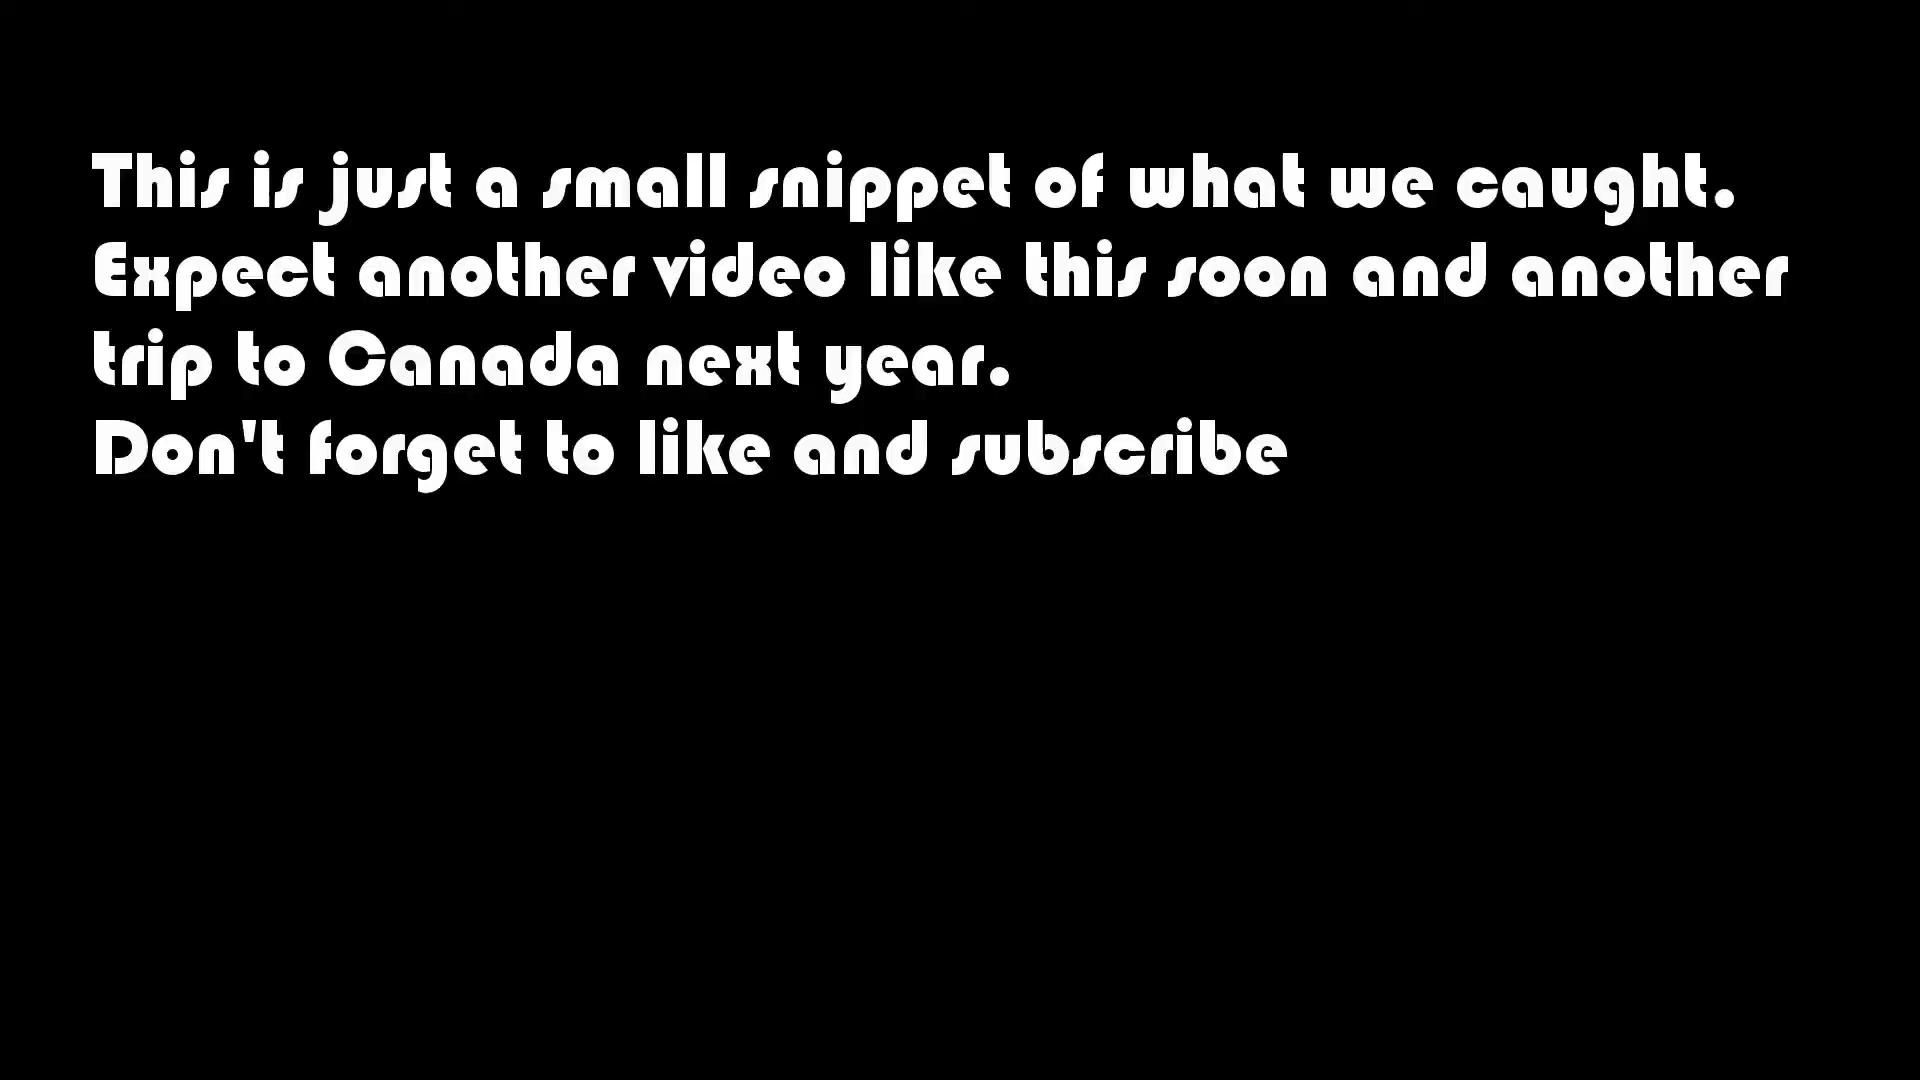 This is just a small snippet of what we caught.
Expect another video like this soon and another
trip to Canada next year.
Don't forget to like and subscribe